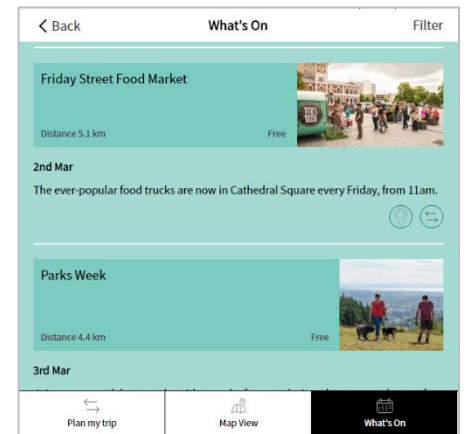 Back What's On Filter
Friday Street Food Market
Distance 5.1 km Free
2nd Mar
The ever-popular food trucks are now in Cathedral Square every Friday, from 11am.
Parks Week
Distance 4.4 km Free
3rd Mar
Plan my trip Map View What's On